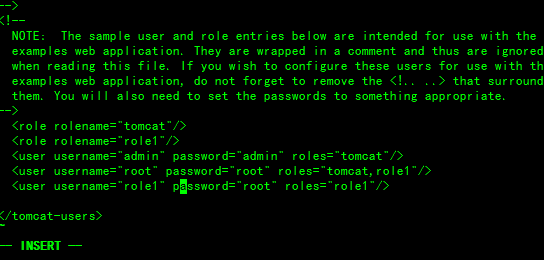 -->
<!--
NOTE:  The sample user and role entries below are intended for use with the
examples web application. They are wrapped in a comment and thus are ignored
when reading this file. If you wish to configure these users for use with the
examples web application, do not forget to remove the <!.. ..> that surround
them. You will also need to set the passwords to something appropriate.
-->
<role rolename="tomcat"/>
<role rolename="role1"/>
<user username="admin" password="admin" roles="tomcat"/>
<user username="root" password="root" roles="tomcat,role1"/>
<user username="role1" password="root" roles="role1"/>
</tomcat-users>
~
-- INSERT --